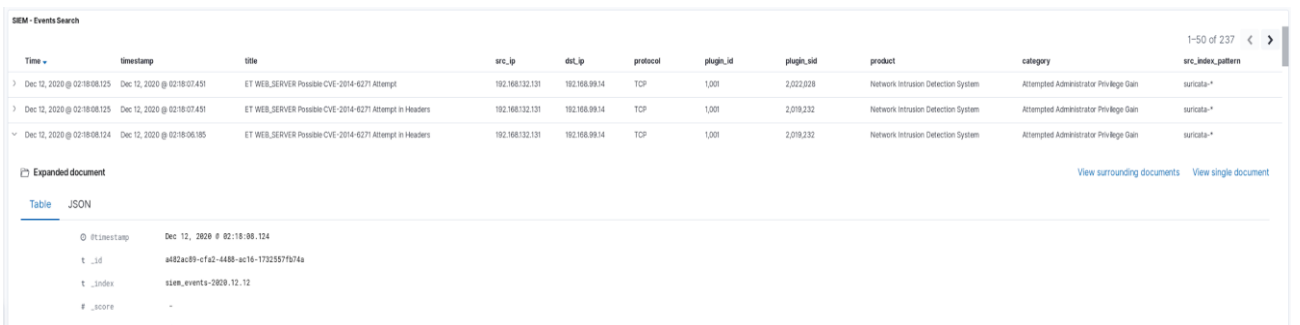 SIEM - Events Search
1–50 of 237
Time timestamp title src_ip dst_ip protocol plugin_id plugin_sid product category src_index_pattern
Dec 12, 2020 @ 02:18:08.125 Dec 12, 2020 @ 02:18:07.451 ET WEB_SERVER Possible CVE-2014-6271 Attempt 192.168.132.131 192.168.99.14 TCP 1,001 2,022,028 Network Intrusion Detection System Attempted Administrator Privilege Gain suricata-*
Dec 12, 2020 @ 02:18:08.125 Dec 12, 2020 @ 02:18:07.451 ET WEB_SERVER Possible CVE-2014-6271 Attempt in Headers 192.168.132.131 192.168.99.14 TCP 1,001 2,019,232 Network Intrusion Detection System Attempted Administrator Privilege Gain suricata-*
Dec 12, 2020 @ 02:18:08.124 Dec 12, 2020 @ 02:18:06.185 ET WEB_SERVER Possible CVE-2014-6271 Attempt in Headers 192.168.132.131 192.168.99.14 TCP 1,001 2,019,232 Network Intrusion Detection System Attempted Administrator Privilege Gain suricata-*
Expanded document View surrounding documents View single document
Table JSON
@timestamp Dec 12, 2020 @ 02:18:08.124
t _id a482ac89-cfa2-4488-ac16-1732557fb74a
t _index siem_events-2020.12.12
# _score -